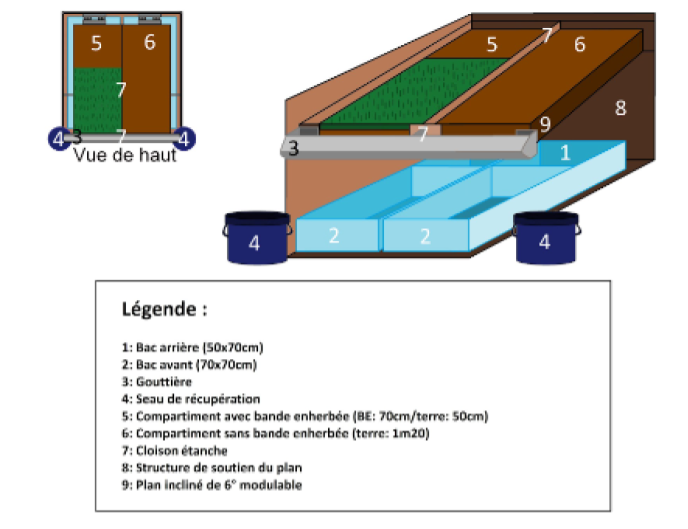 5 6
7
4 3 7 4
Vue de haut
7
5 6
8
9
7
3
1
2 2
4 4
Légende :
1: Bac arrière (50x70cm)
2: Bac avant (70x70cm)
3: Gouttière
4: Seau de récupération
5: Compartiment avec bande enherbée (BE: 70cm/terre: 50cm)
6: Compartiment sans bande enherbée (terre: 1m20)
7: Cloison étanche
8: Structure de soutien du plan
9: Plan incliné de 6° modulable